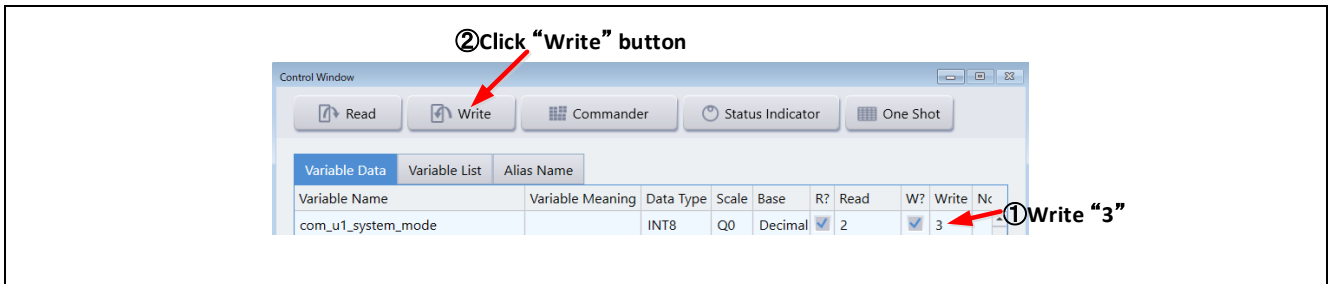 ②Click “Write” button
Control Window
Read Write Commander Status Indicator One Shot
Variable Data Variable List Alias Name
Variable Name Variable Meaning Data Type Scale Base R? Read W? Write
com_u1_system_mode INT8 Q0 Decimal 2 3
①Write “3”